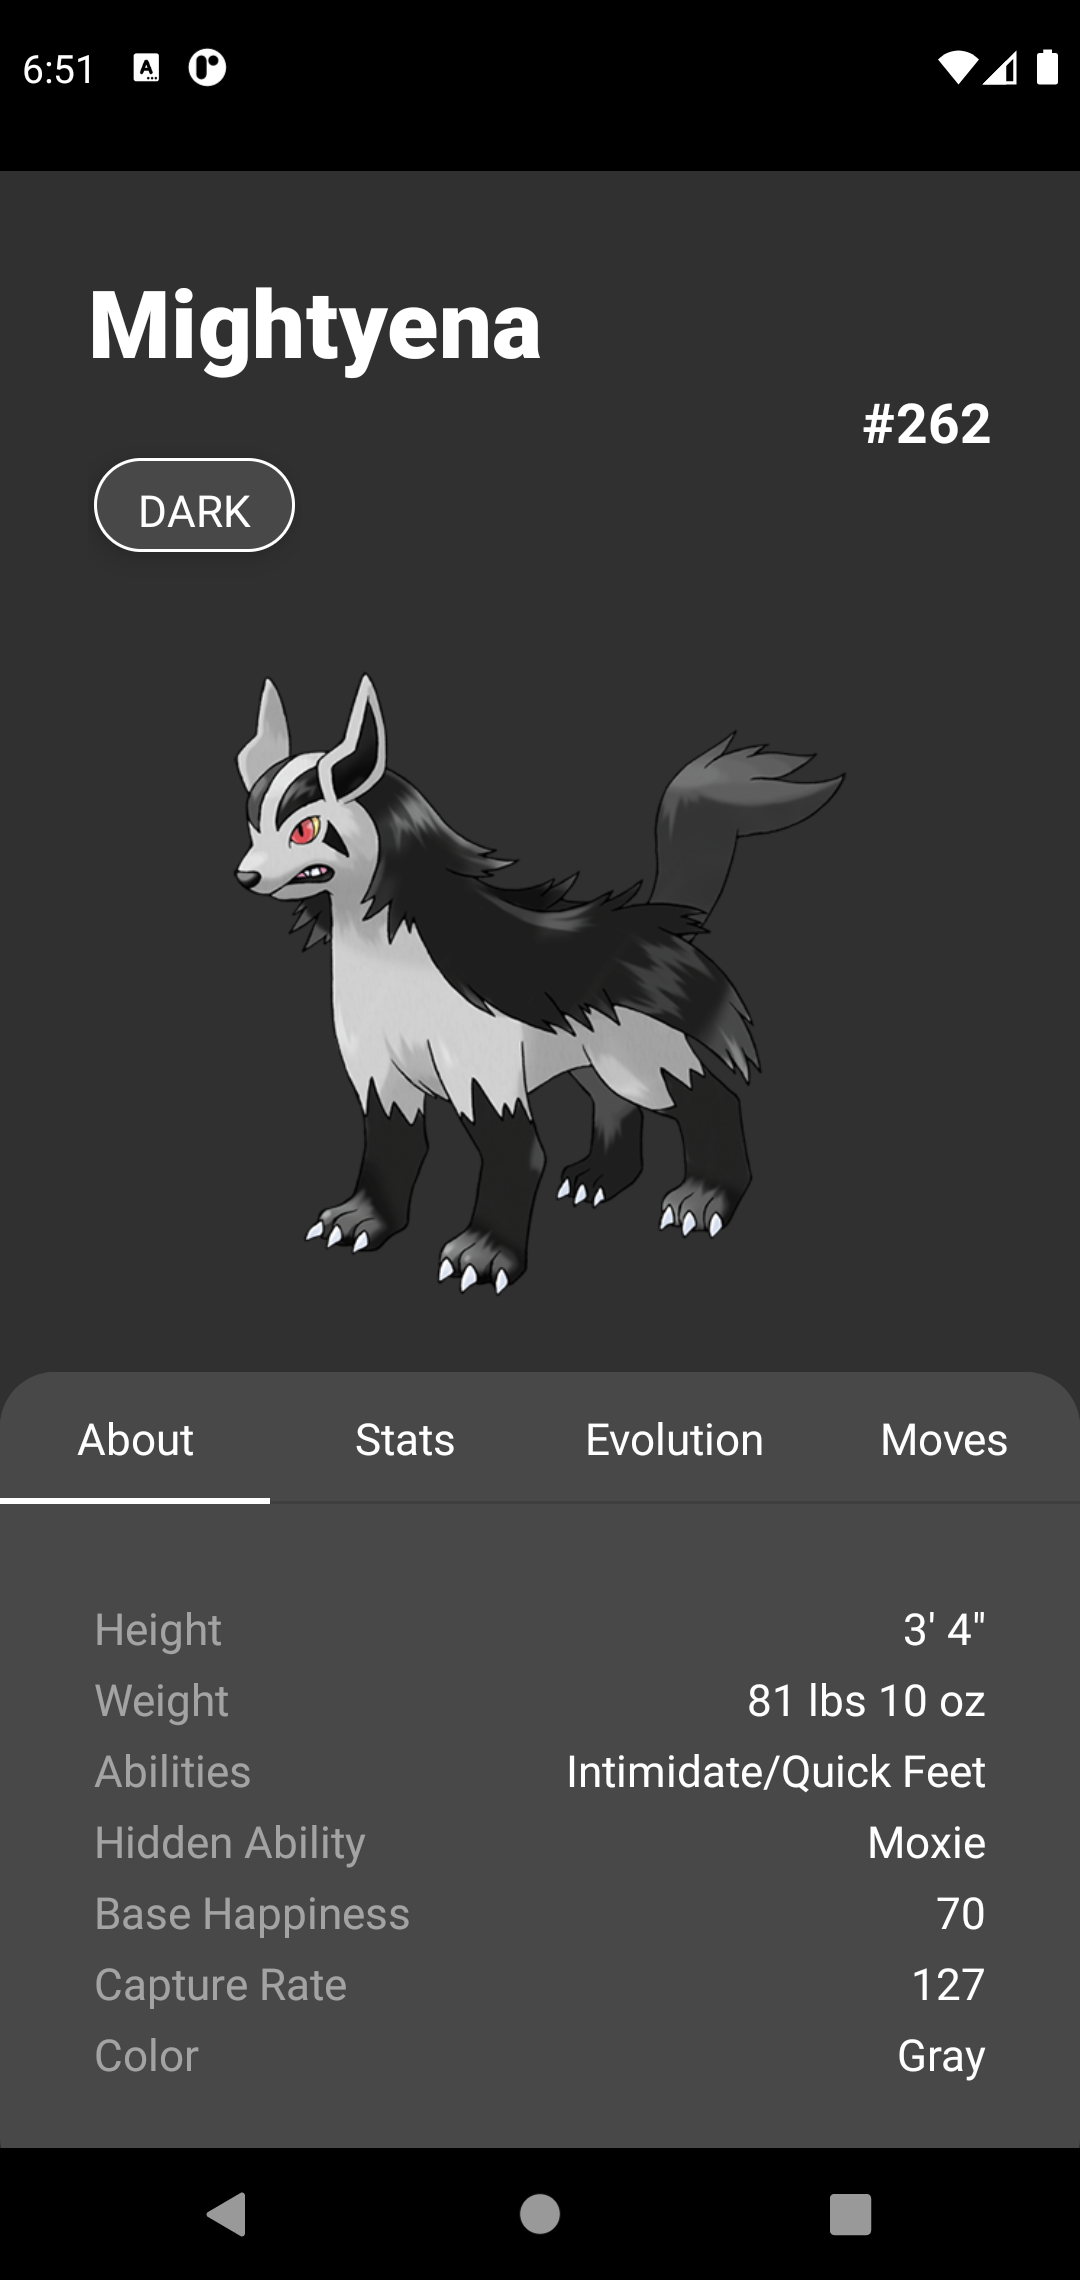 6:51
Mightyena
#262
DARK
About Stats Evolution Moves
Height 3' 4"
Weight 81 lbs 10 oz
Abilities Intimidate/Quick Feet
Hidden Ability Moxie
Base Happiness 70
Capture Rate 127
Color Gray